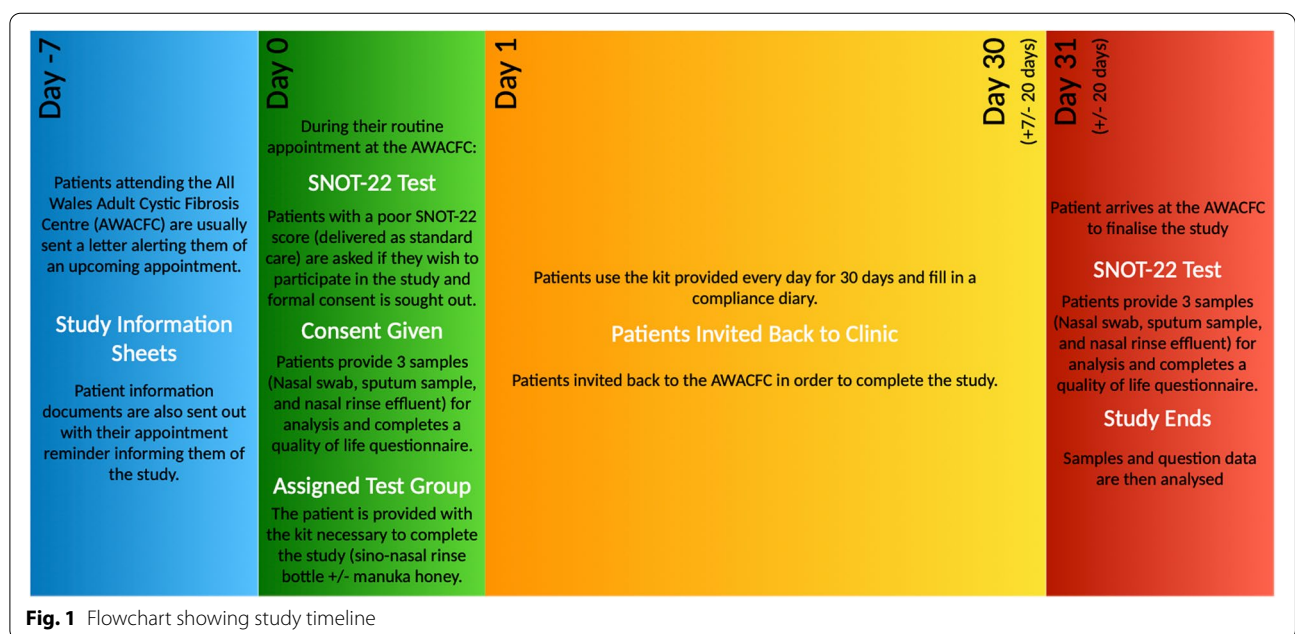 Day -7
Patients attending the All
Wales Adult Cystic Fibrosis
Centre (AWACFC) are usually
sent a letter alerting them of
an upcoming appointment.
Study Information
Sheets
Patient information
documents are also sent out
with their appointment
reminder informing them of
the study.
Day 0
During their routine
appointment at the AWACFC:
SNOT-22 Test
Patients with a poor SNOT-22
score (delivered as standard
care) are asked if they wish to
participate in the study and
formal consent is sought out.
Consent Given
Patients provide 3 samples
(Nasal swab, sputum sample,
and nasal rinse effluent) for
analysis and completes a
quality of life questionnaire.
Assigned Test Group
The patient is provided with
the kit necessary to complete
the study (sino-nasal rinse
bottle +/- manuka honey.
Day 1
Patients use the kit provided every day for 30 days and fill in a
compliance diary.
Patients Invited Back to Clinic
Patients invited back to the AWACFC in order to complete the study.
Day 30
(+7/- 20 days)
Day 31
(+/- 20 days)
Patient arrives at the AWACFC
to finalise the study
SNOT-22 Test
Patients provide 3 samples
(Nasal swab, sputum sample,
and nasal rinse effluent) for
analysis and completes a
quality of life questionnaire.
Study Ends
Samples and question data
are then analysed
Fig. 1 Flowchart showing study timeline